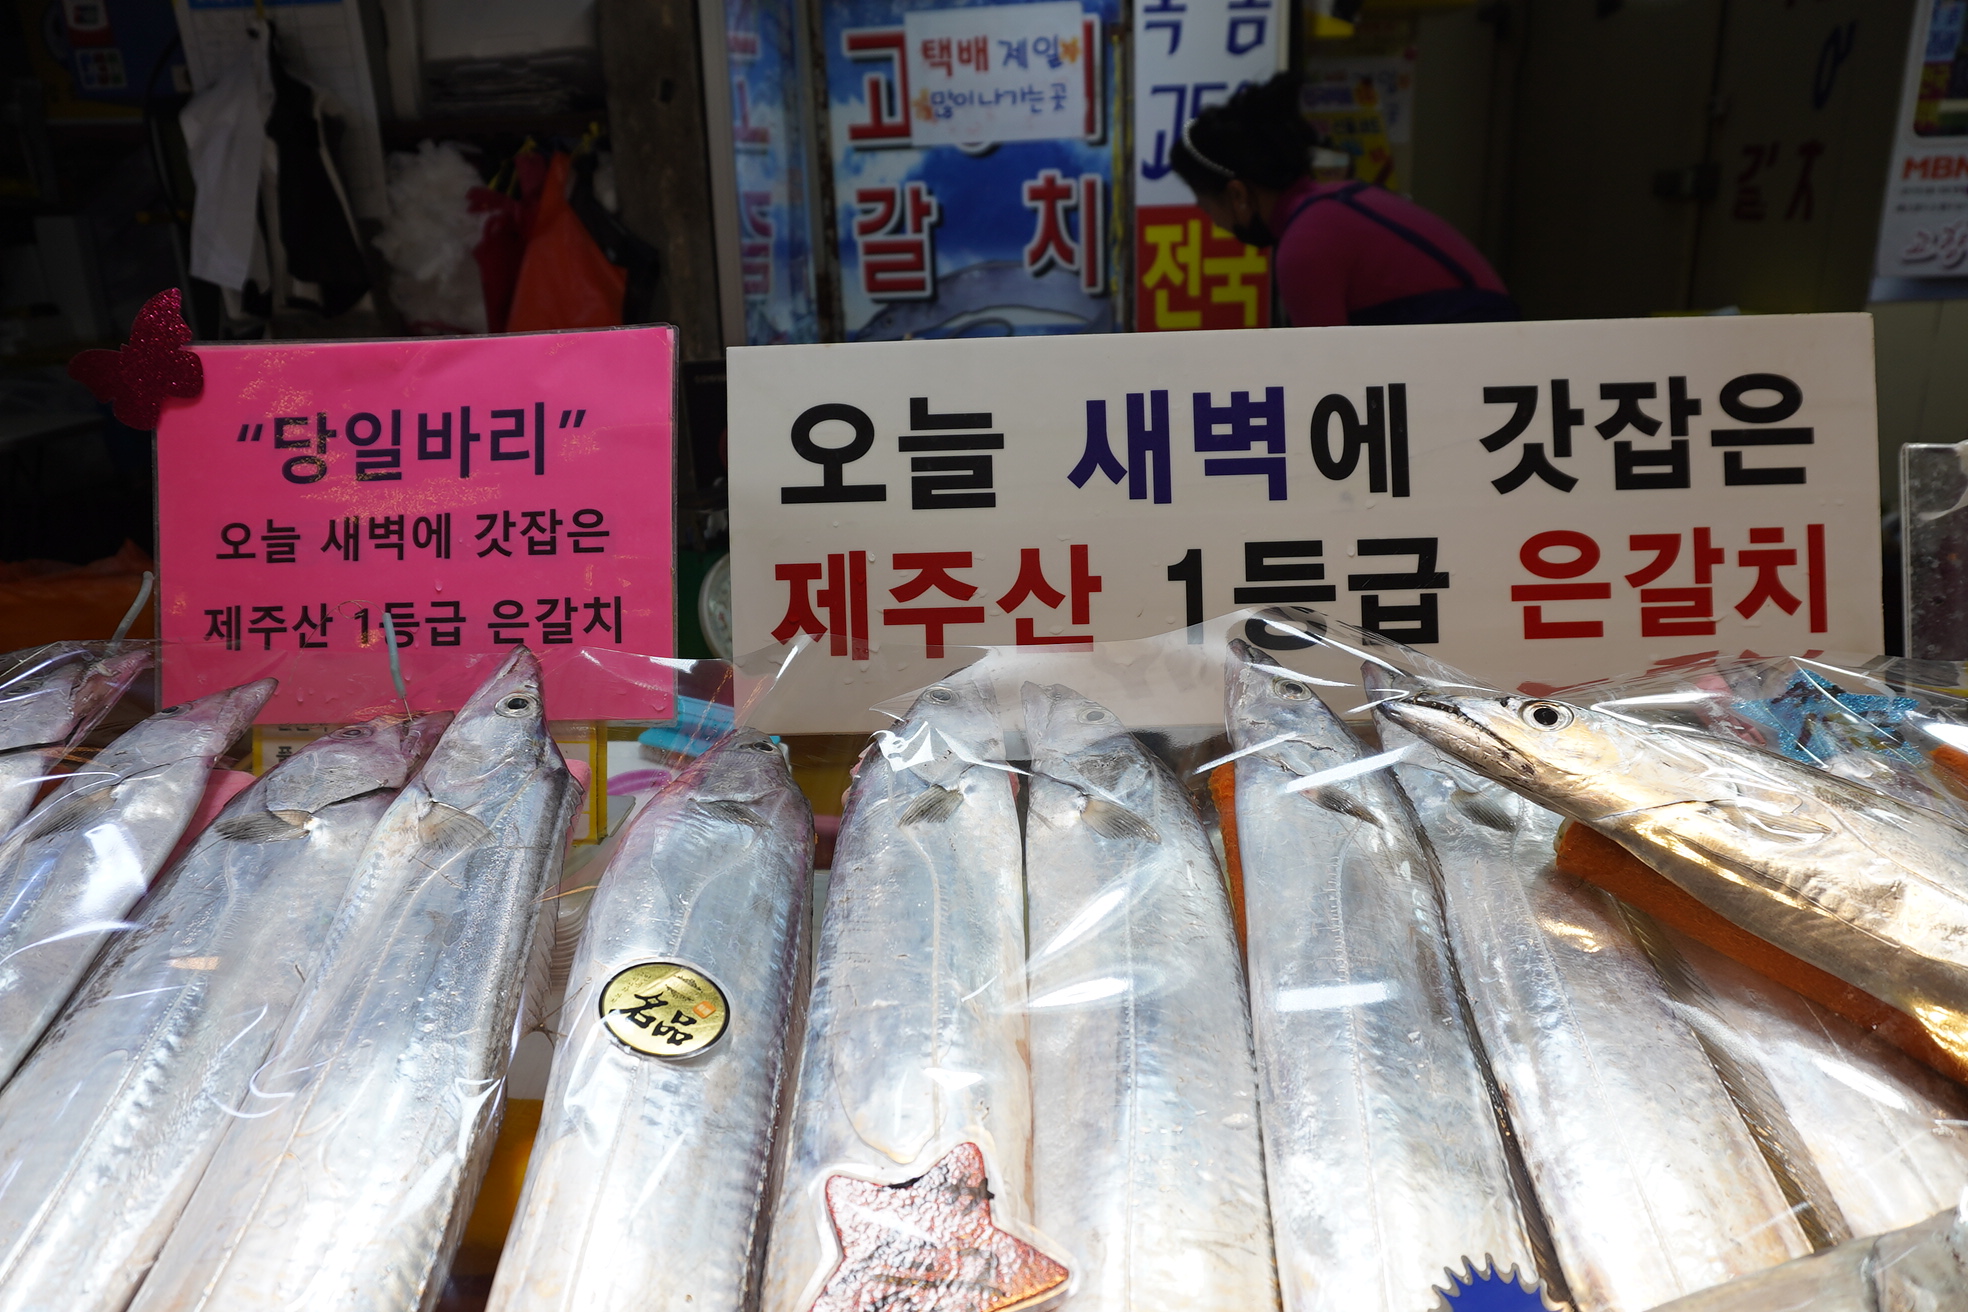 택배 계일
많이 나가는 곳
갈 치
전국
MBN
"당일바리"
오늘 새벽에 갓잡은
제주산 1등급 은갈치
오늘 새벽에 갓잡은
제주산 1등급 은갈치
名品